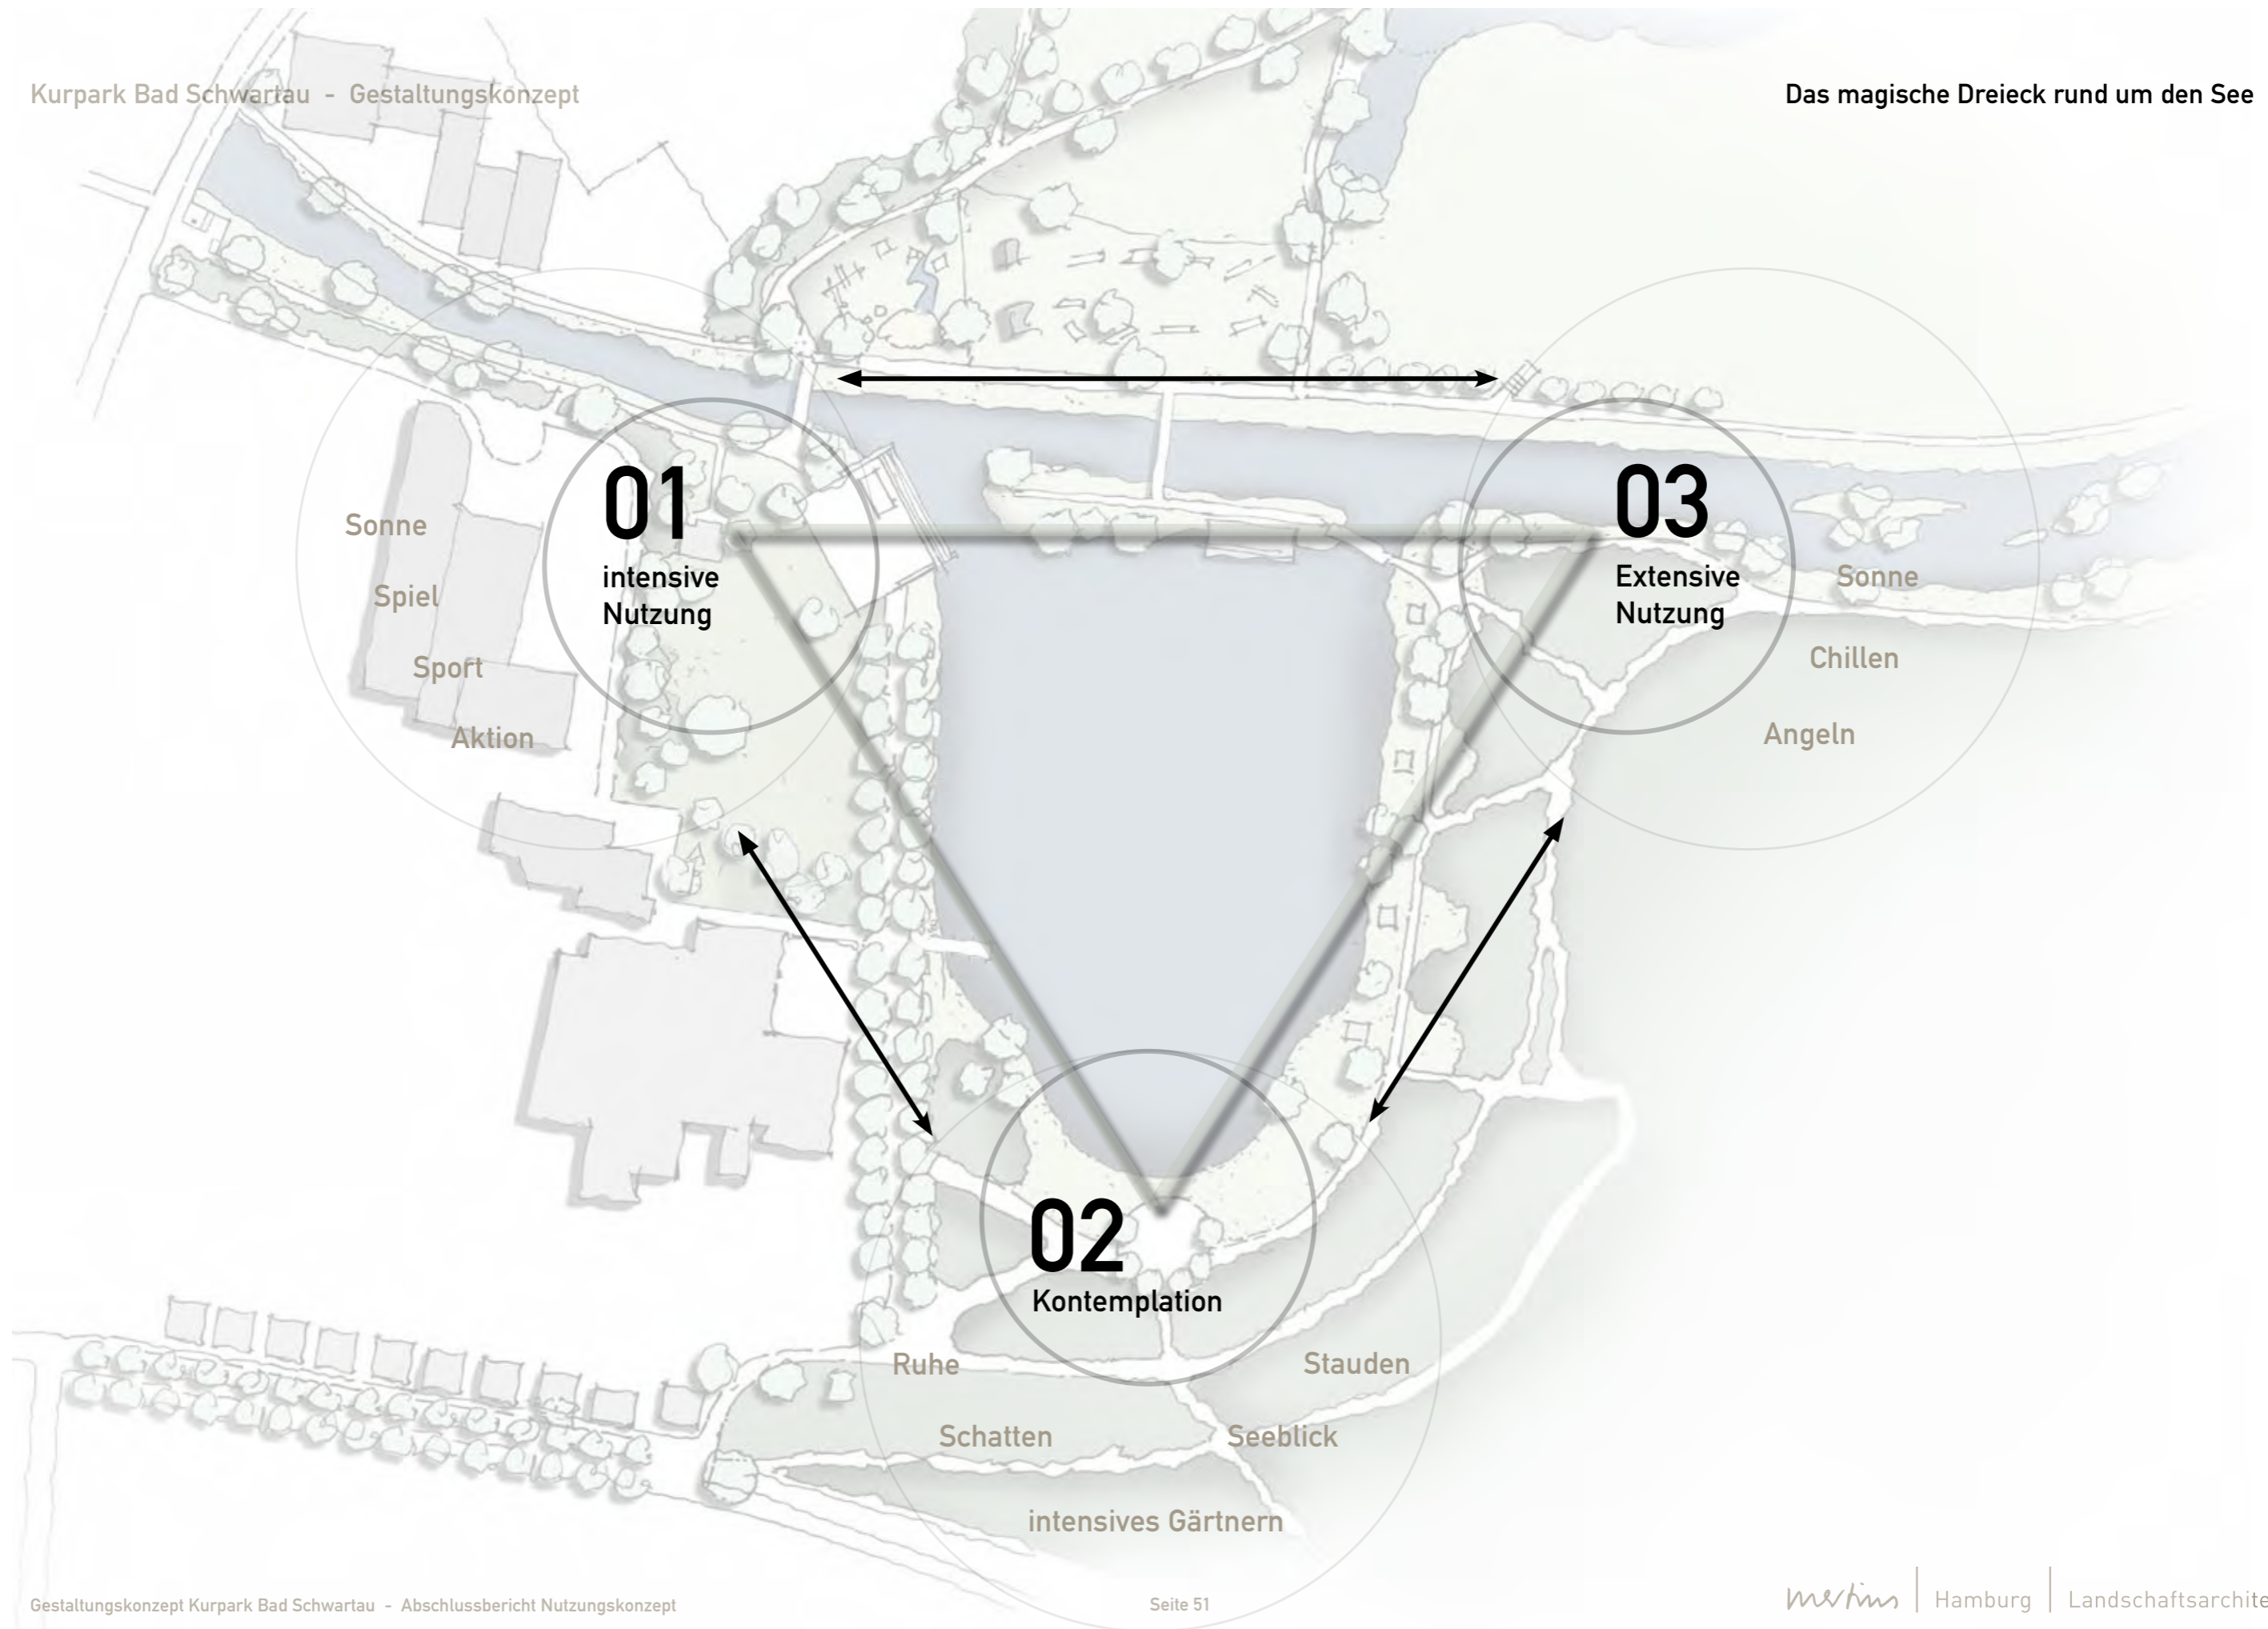 Kurpark Bad Schwartau - Gestaltungskonzept
Das magische Dreieck rund um den See
01
intensive
Nutzung
Sonne
Spiel
Sport
Aktion
03
Extensive
Nutzung
Sonne
Chillen
Angeln
02
Kontemplation
Ruhe
Stauden
Schatten
Seeblick
intensives Gärtnern
Gestaltungskonzept Kurpark Bad Schwartau - Abschlussbericht Nutzungskonzept
Seite 51
mertins | Hamburg | Landschaftsarchite